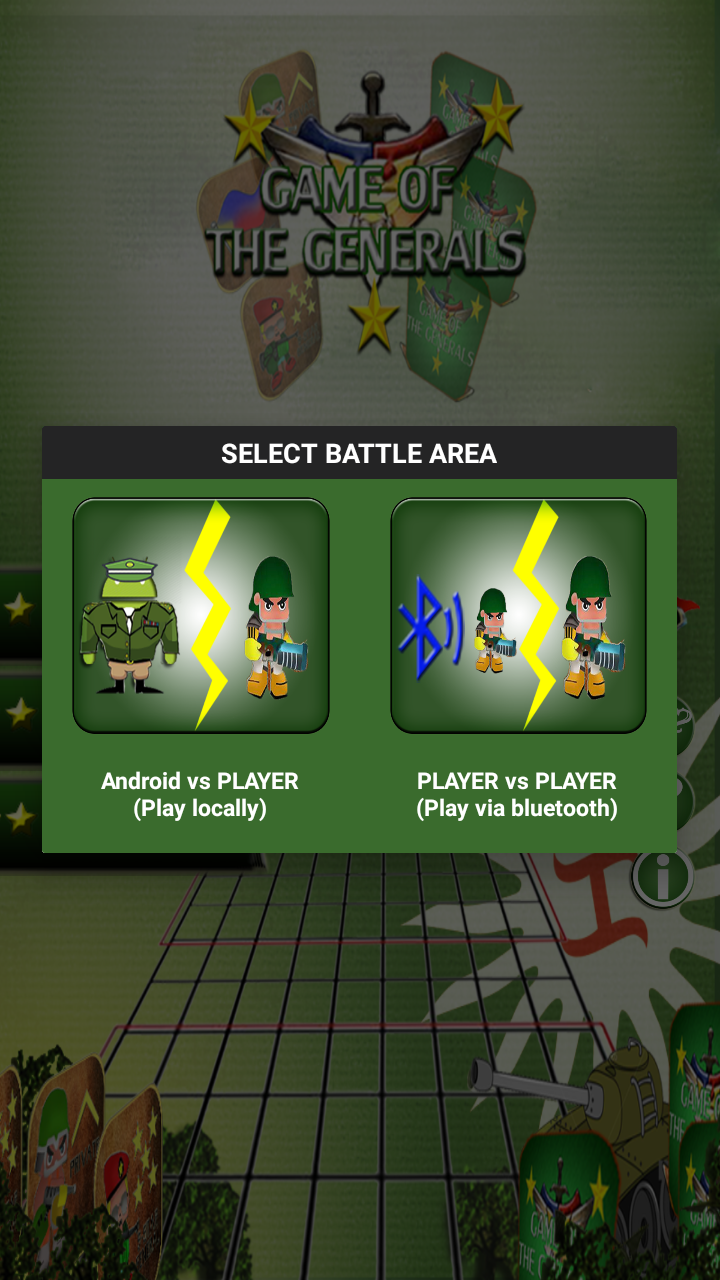 GAME OF
THE GENERALS
SELECT BATTLE AREA
Android vs PLAYER
(Play locally)
PLAYER vs PLAYER
(Play via bluetooth)